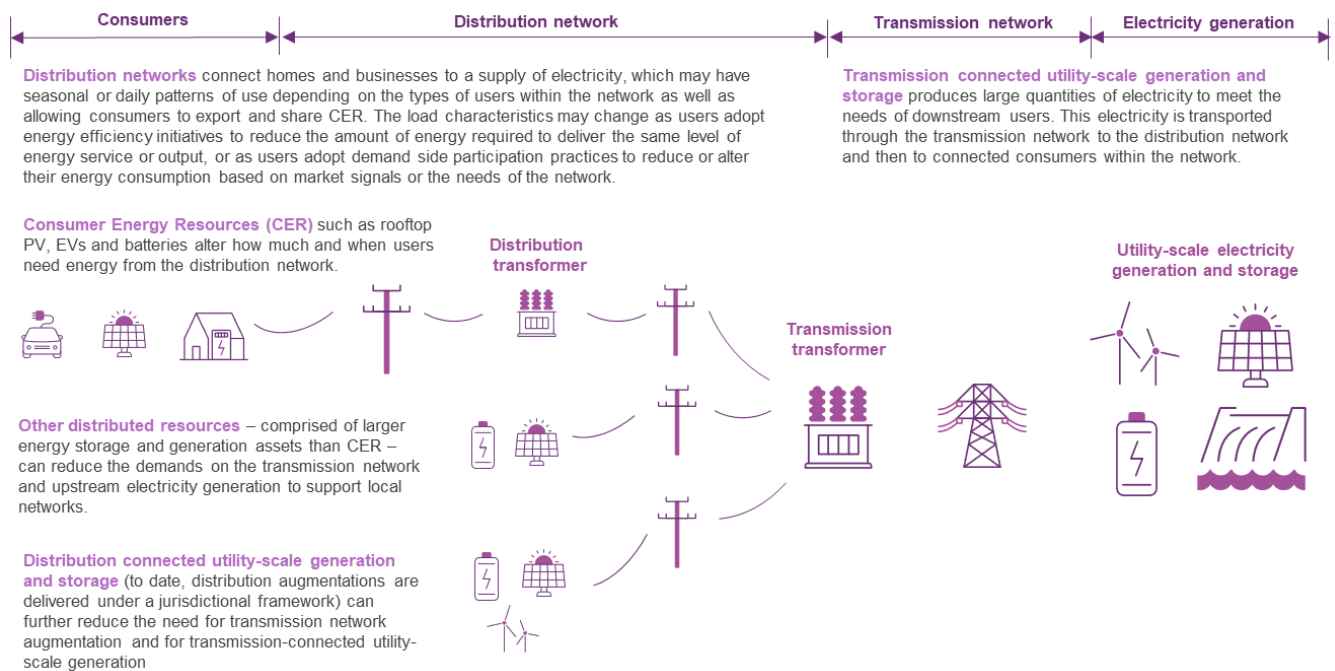 Consumers
Distribution network
Transmission network
Electricity generation
Distribution networks connect homes and businesses to a supply of electricity, which may have
seasonal or daily patterns of use depending on the types of users within the network as well as
allowing consumers to export and share CER. The load characteristics may change as users adopt
energy efficiency initiatives to reduce the amount of energy required to deliver the same level of
energy service or output, or as users adopt demand side participation practices to reduce or alter
their energy consumption based on market signals or the needs of the network.
Transmission connected utility-scale generation and
storage produces large quantities of electricity to meet the
needs of downstream users. This electricity is transported
through the transmission network to the distribution network
and then to connected consumers within the network.
Consumer Energy Resources (CER) such as rooftop
PV, EVs and batteries alter how much and when users
need energy from the distribution network.
Distribution
transformer
Utility-scale electricity
generation and storage
Transmission
transformer
Other distributed resources – comprised of larger
energy storage and generation assets than CER –
can reduce the demands on the transmission network
and upstream electricity generation to support local
networks.
Distribution connected utility-scale generation
and storage (to date, distribution augmentations are
delivered under a jurisdictional framework) can
further reduce the need for transmission network
augmentation and for transmission-connected utility-
scale generation